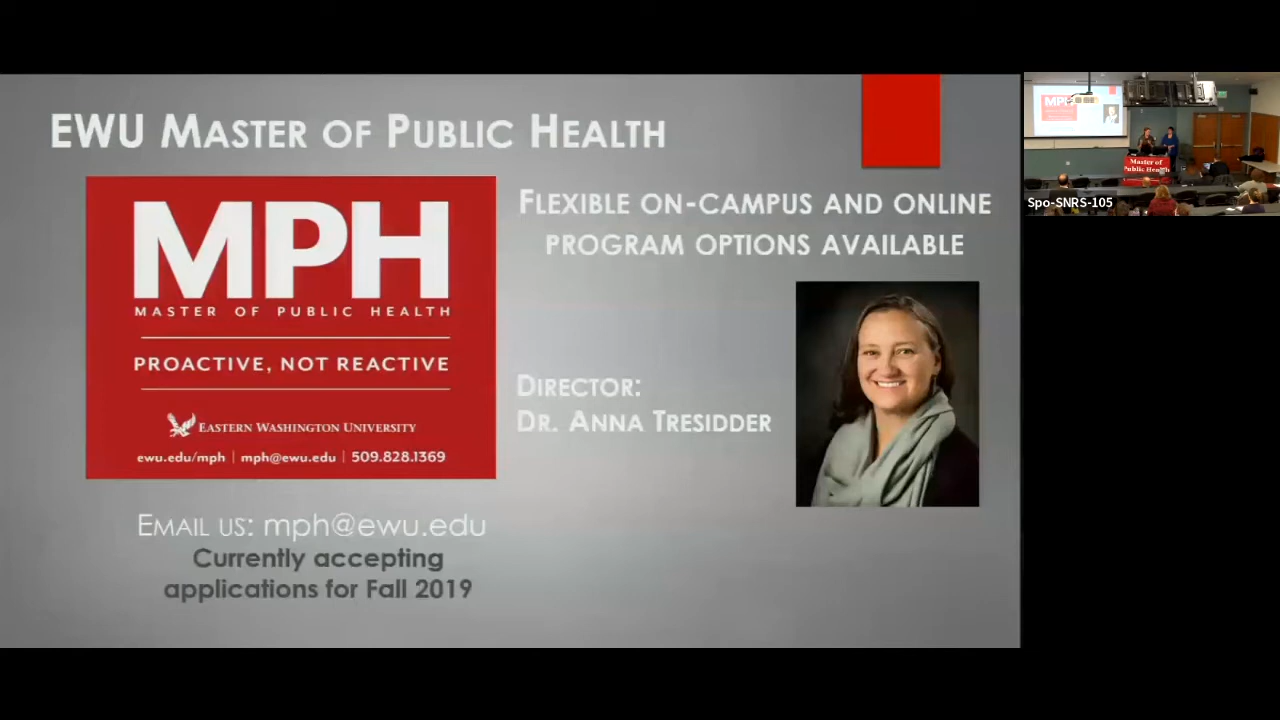 EWU Master of Public Health
MPH
MASTER OF PUBLIC HEALTH
PROACTIVE, NOT REACTIVE
EASTERN WASHINGTON UNIVERSITY
ewu.edu/mph | mph@ewu.edu | 509.828.1369
Flexible on-campus and online
program options available
Director:
Dr. Anna Tresidder
Email us: mph@ewu.edu
Currently accepting
applications for Fall 2019
MPH
Master of
Public Health
Spo-SNRS-105